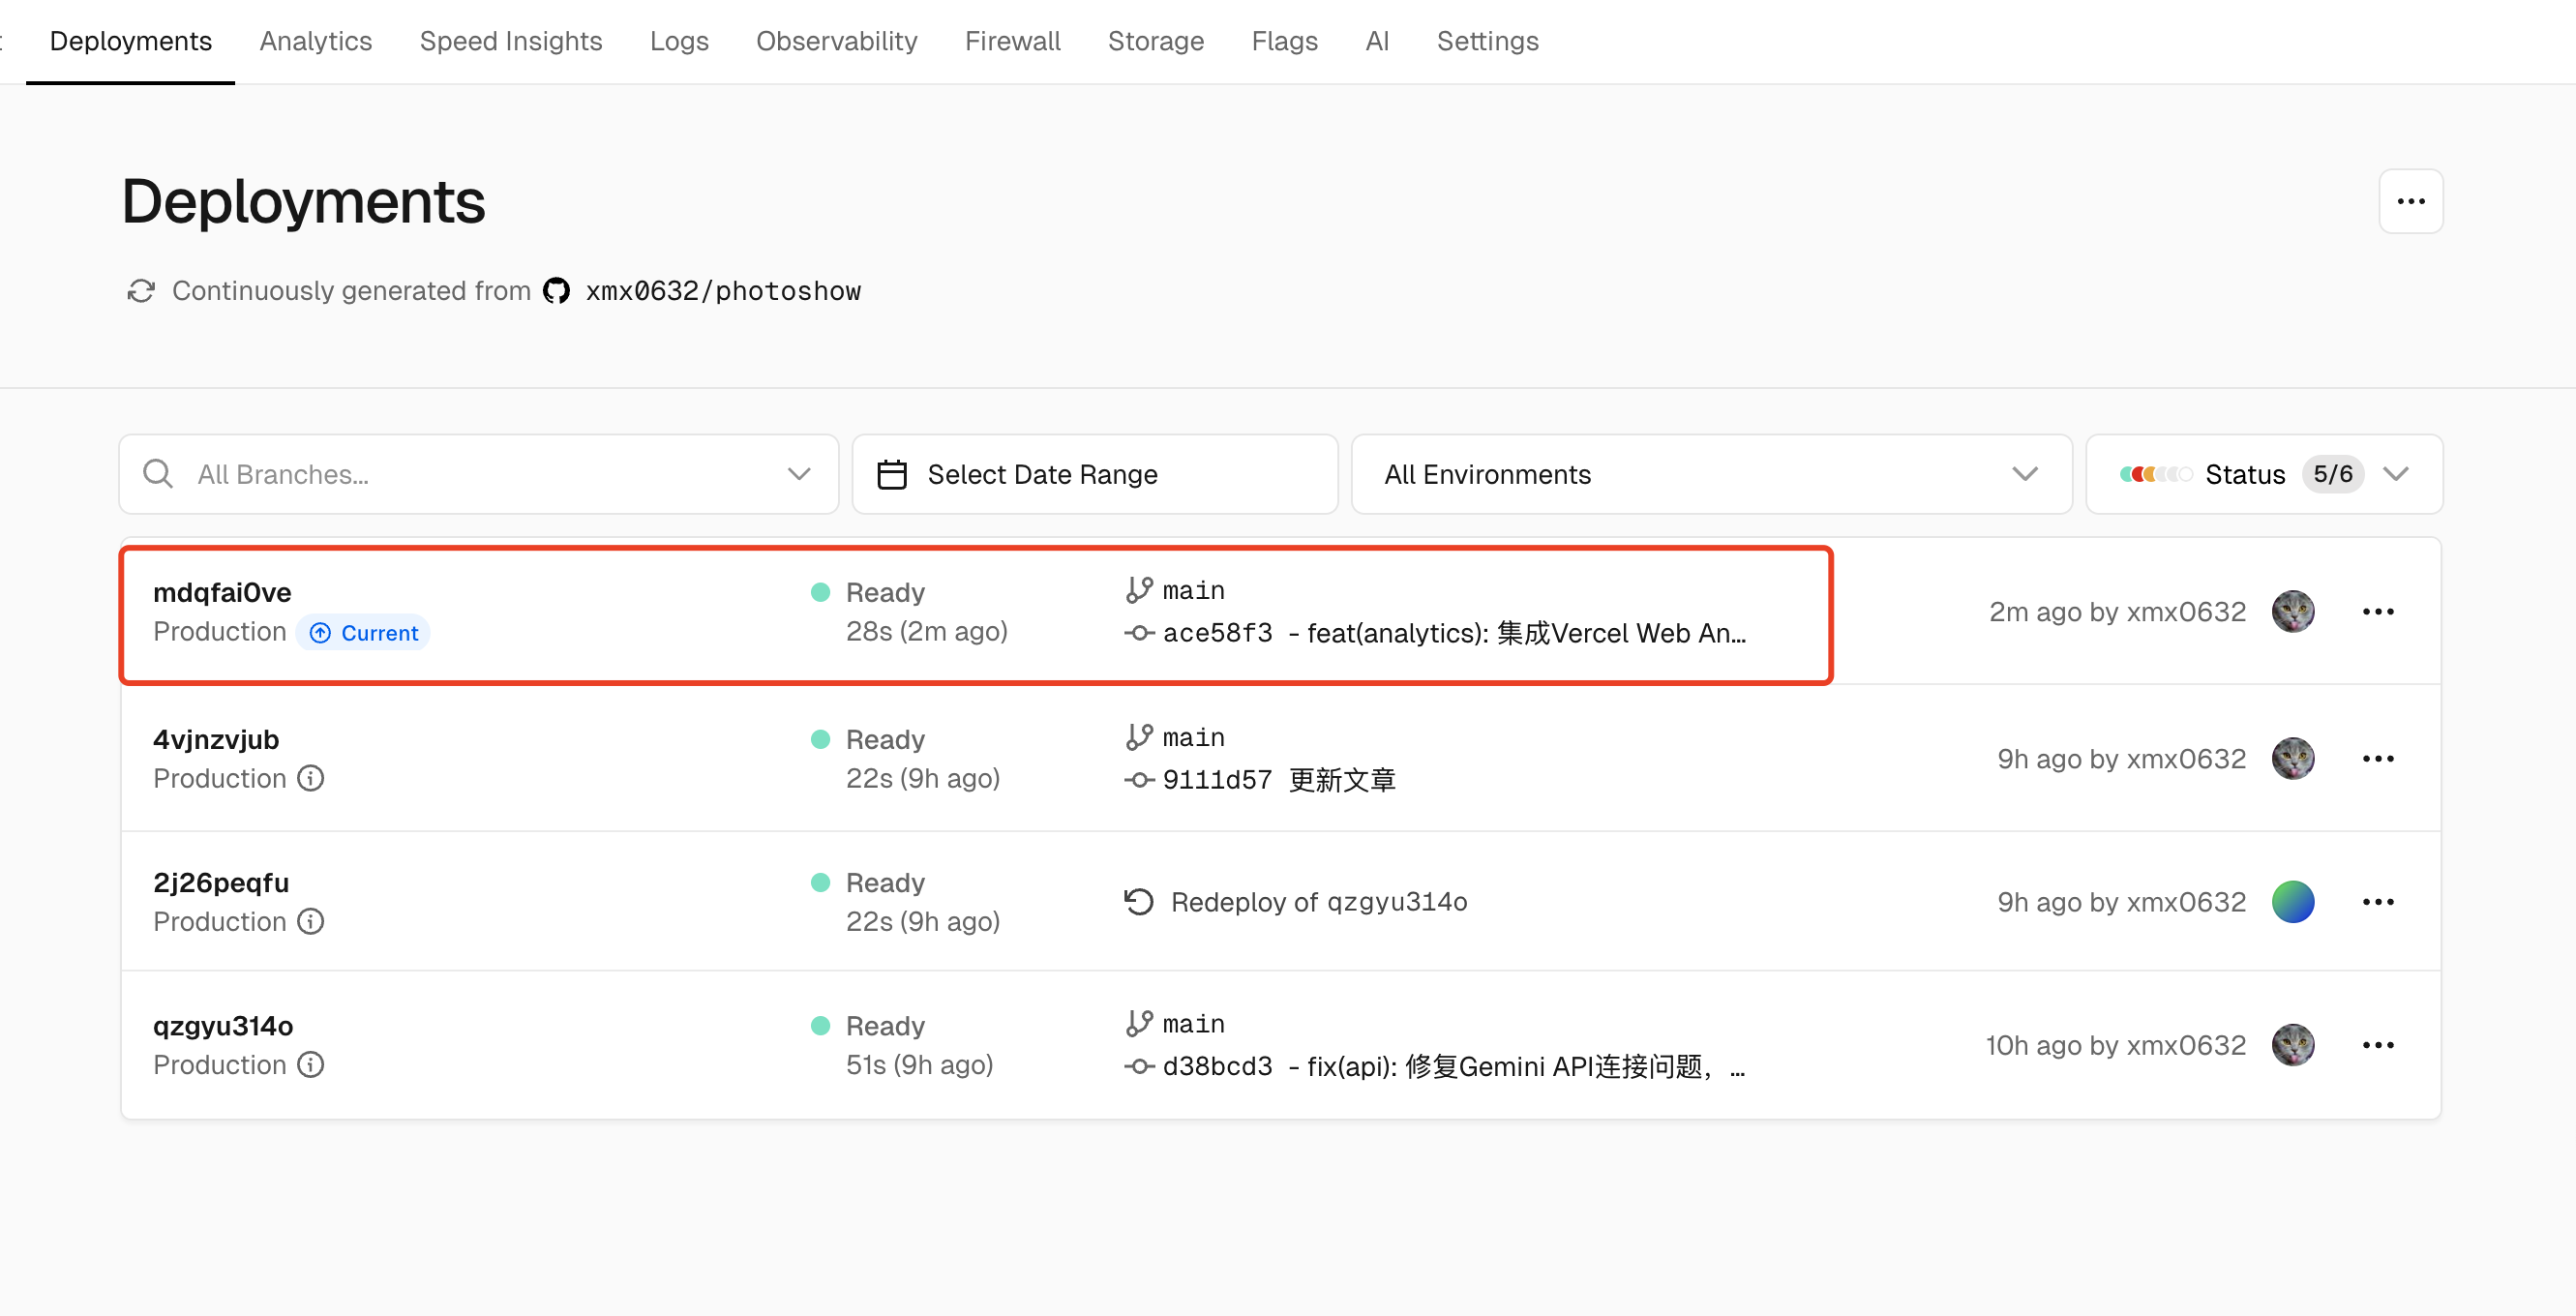 Deployments Analytics Speed Insights Logs Observability Firewall Storage Flags AI Settings
Deployments
Continuously generated from xmx0632/photoshow
All Branches... Select Date Range All Environments Status 5/6
mdqfai0ve Ready main
Production Current 28s (2m ago) ace58f3 - feat(analytics): 集成Vercel Web An... 2m ago by xmx0632
4vjnzvjub Ready main
Production 22s (9h ago) 9111d57 更新文章 9h ago by xmx0632
2j26peqfu Ready
Production 22s (9h ago) Redeploy of qzgyu314o 9h ago by xmx0632
qzgyu314o Ready main
Production 51s (9h ago) d38bcd3 - fix(api): 修复Gemini API连接问题，... 10h ago by xmx0632